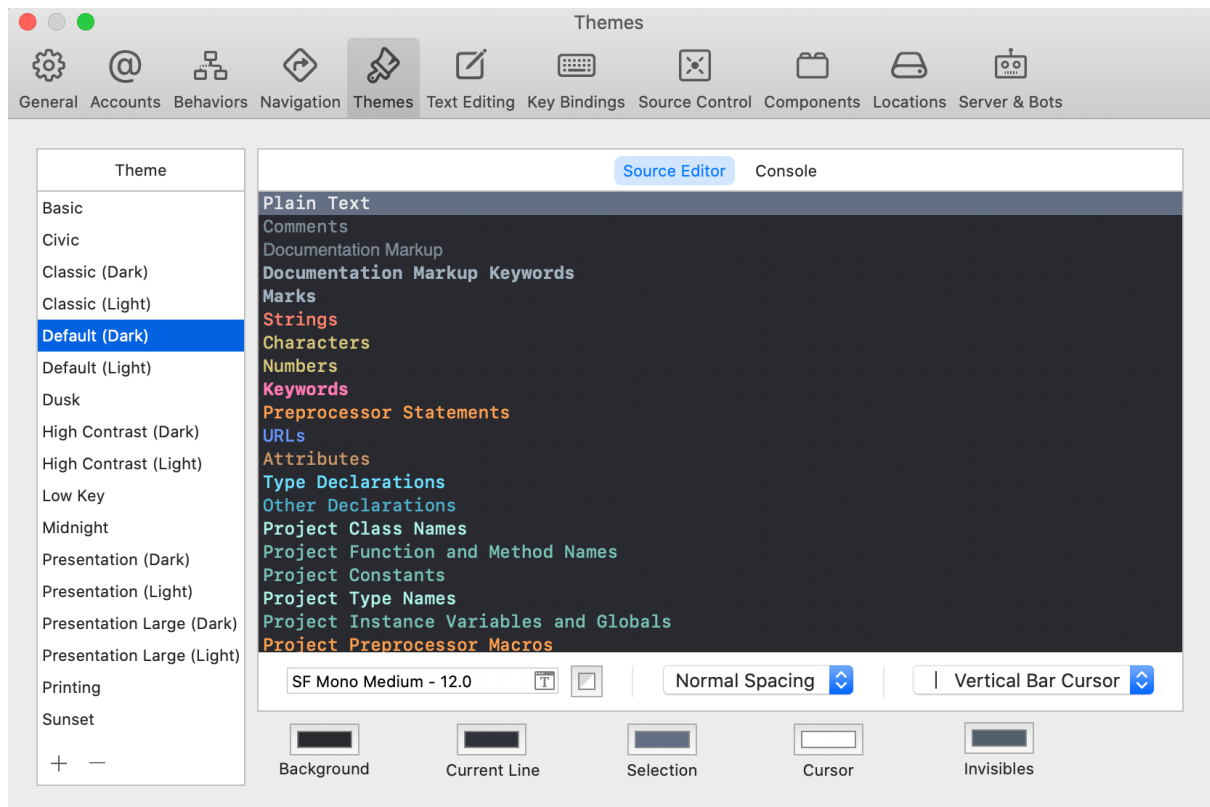 Themes
General Accounts Behaviors Navigation Themes Text Editing Key Bindings Source Control Components Locations Server & Bots
Theme
Basic
Civic
Classic (Dark)
Classic (Light)
Default (Dark)
Default (Light)
Dusk
High Contrast (Dark)
High Contrast (Light)
Low Key
Midnight
Presentation (Dark)
Presentation (Light)
Presentation Large (Dark)
Presentation Large (Light)
Printing
Sunset
Source Editor Console
Plain Text
Comments
Documentation Markup
Documentation Markup Keywords
Marks
Strings
Characters
Numbers
Keywords
Preprocessor Statements
URLs
Attributes
Type Declarations
Other Declarations
Project Class Names
Project Function and Method Names
Project Constants
Project Type Names
Project Instance Variables and Globals
Project Preprocessor Macros
SF Mono Medium - 12.0 Normal Spacing Vertical Bar Cursor
Background Current Line Selection Cursor Invisibles